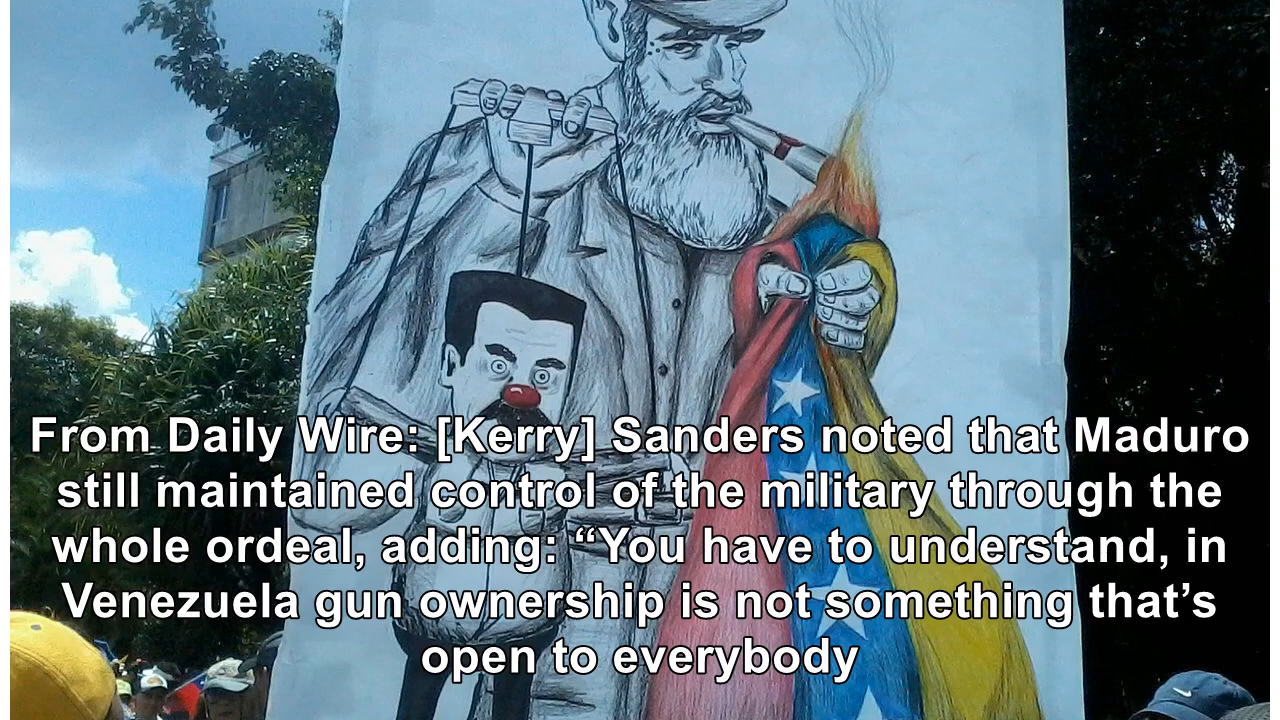 From Daily Wire: [Kerry] Sanders noted that Maduro
still maintained control of the military through the
whole ordeal, adding: “You have to understand, in
Venezuela gun ownership is not something that’s
open to everybody